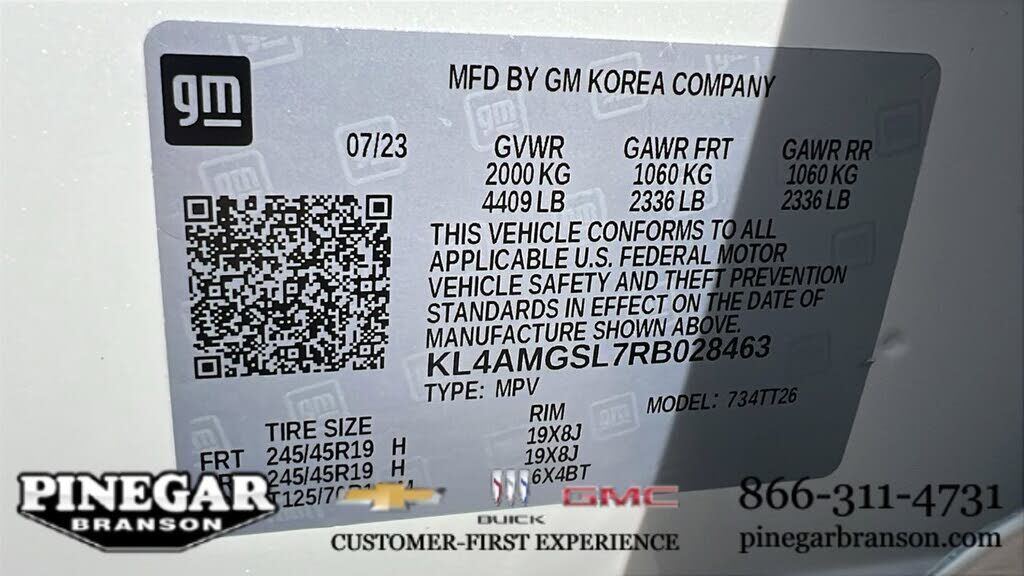 gm
MFD BY GM KOREA COMPANY
07/23 GVWR GAWR FRT GAWR RR
2000 KG 1060 KG 1060 KG
4409 LB 2336 LB 2336 LB
THIS VEHICLE CONFORMS TO ALL
APPLICABLE U.S. FEDERAL MOTOR
VEHICLE SAFETY AND THEFT PREVENTION
STANDARDS IN EFFECT ON THE DATE OF
MANUFACTURE SHOWN ABOVE.
KL4AMGSL7RB028463
TYPE: MPV MODEL: 734TT26
TIRE SIZE RIM
FRT 245/45R19 H 19X8J
245/45R19 H 19X8J
6X4BT
PINEGAR
BRANSON
BUICK
GMC
CUSTOMER-FIRST EXPERIENCE
866-311-4731
pinegarbranson.com